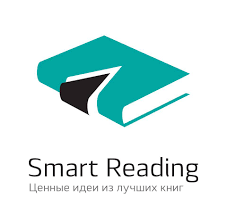 Smart Reading
Ценные идеи из лучших книг